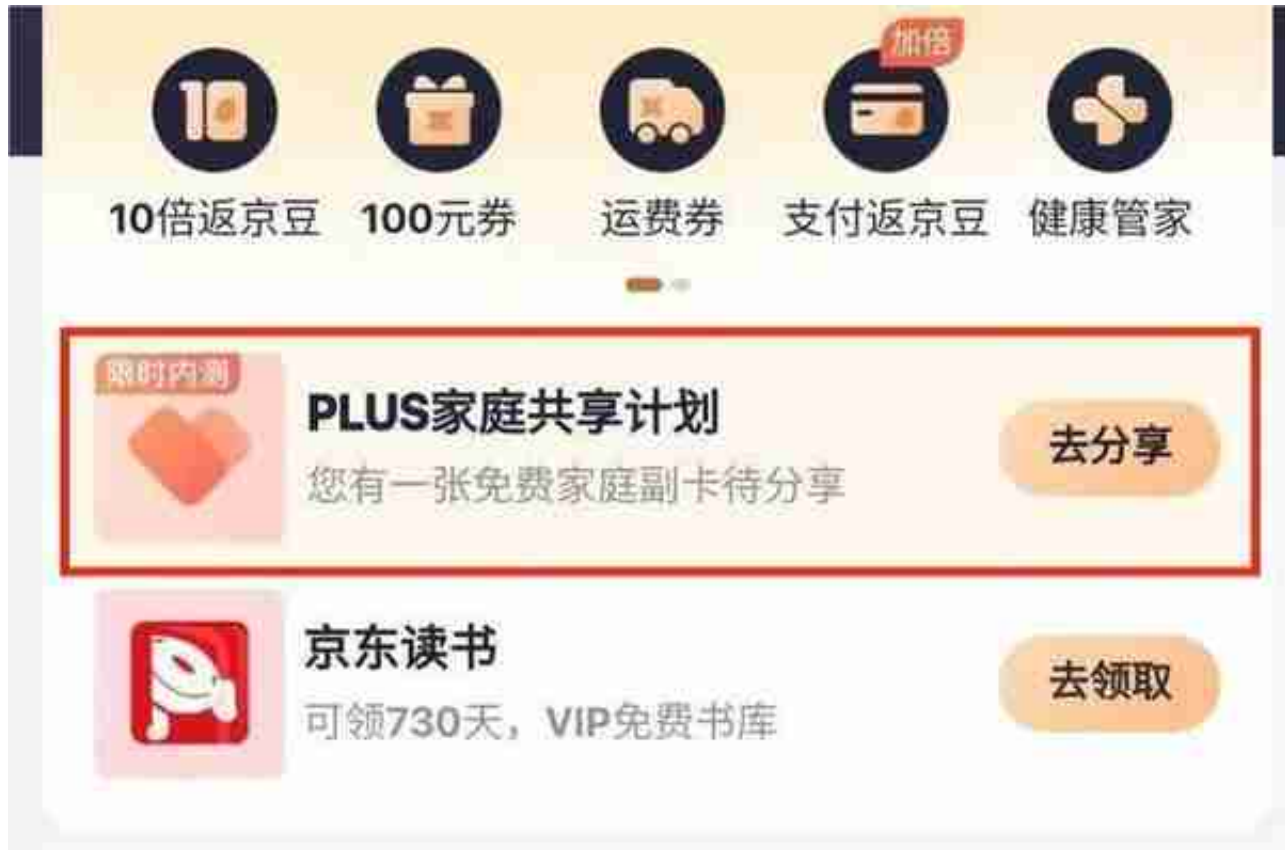 加倍
10倍返京豆 100元券 运费券 支付返京豆 健康管家
限时内测
PLUS家庭共享计划
您有一张免费家庭副卡待分享
去分享
京东读书
可领730天，VIP免费书库
去领取